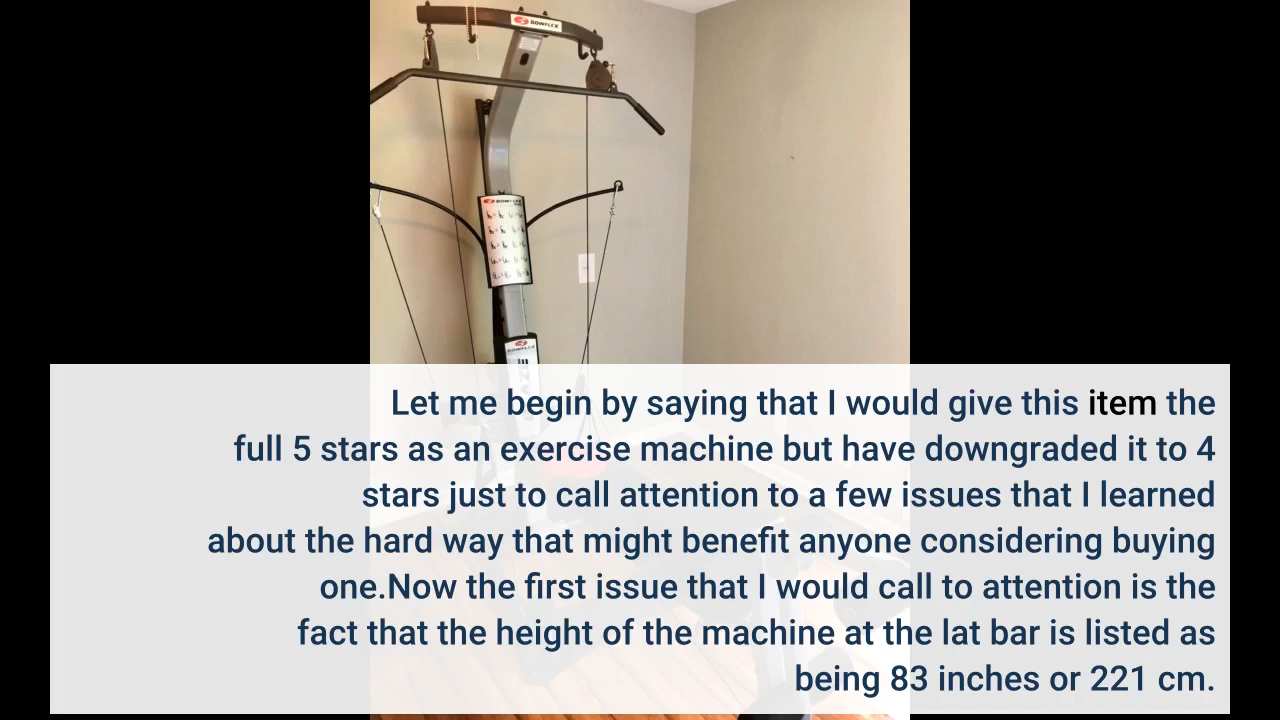 BOWFLEX
BOWFLEX
BOWFLEX
Let me begin by saying that I would give this item the
full 5 stars as an exercise machine but have downgraded it to 4
stars just to call attention to a few issues that I learned
about the hard way that might benefit anyone considering buying
one.Now the first issue that I would call to attention is the
fact that the height of the machine at the lat bar is listed as
being 83 inches or 221 cm.